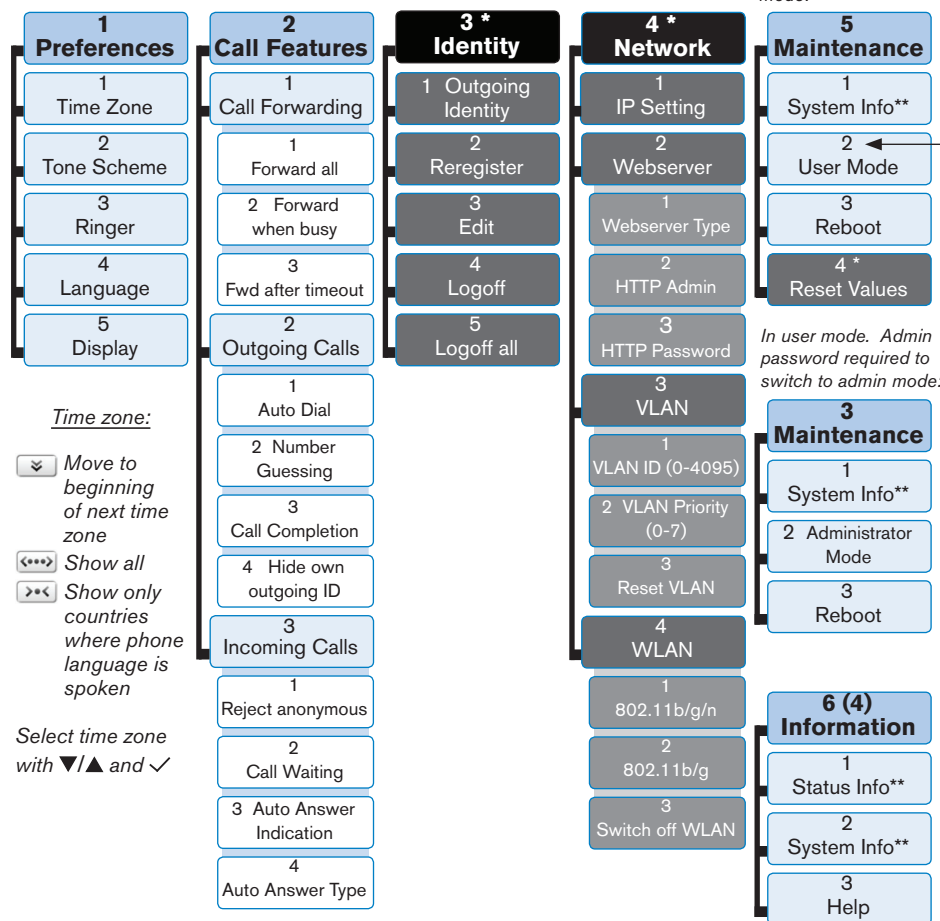 mode.
1
Preferences
1
Time Zone
2
Tone Scheme
3
Ringer
4
Language
5
Display
Time zone:
Move to
beginning
of next time
zone
Show all
Show only
countries
where phone
language is
spoken
Select time zone
with ▼/▲ and ✓
2
Call Features
1
Call Forwarding
1
Forward all
2 Forward
when busy
3
Fwd after timeout
2
Outgoing Calls
1
Auto Dial
2 Number
Guessing
3
Call Completion
4 Hide own
outgoing ID
3
Incoming Calls
1
Reject anonymous
2
Call Waiting
3 Auto Answer
Indication
4
Auto Answer Type
3 *
Identity
1 Outgoing
Identity
2
Reregister
3
Edit
4
Logoff
5
Logoff all
4 *
Network
1
IP Setting
2
Webserver
1
Webserver Type
2
HTTP Admin
3
HTTP Password
3
VLAN
1
VLAN ID (0-4095)
2 VLAN Priority
(0-7)
3
Reset VLAN
4
WLAN
1
802.11b/g/n
2
802.11b/g
3
Switch off WLAN
5
Maintenance
1
System Info**
2
User Mode
3
Reboot
4 *
Reset Values
In user mode. Admin
password required to
switch to admin mode:
3
Maintenance
1
System Info**
2 Administrator
Mode
3
Reboot
6 (4)
Information
1
Status Info**
2
System Info**
3
Help